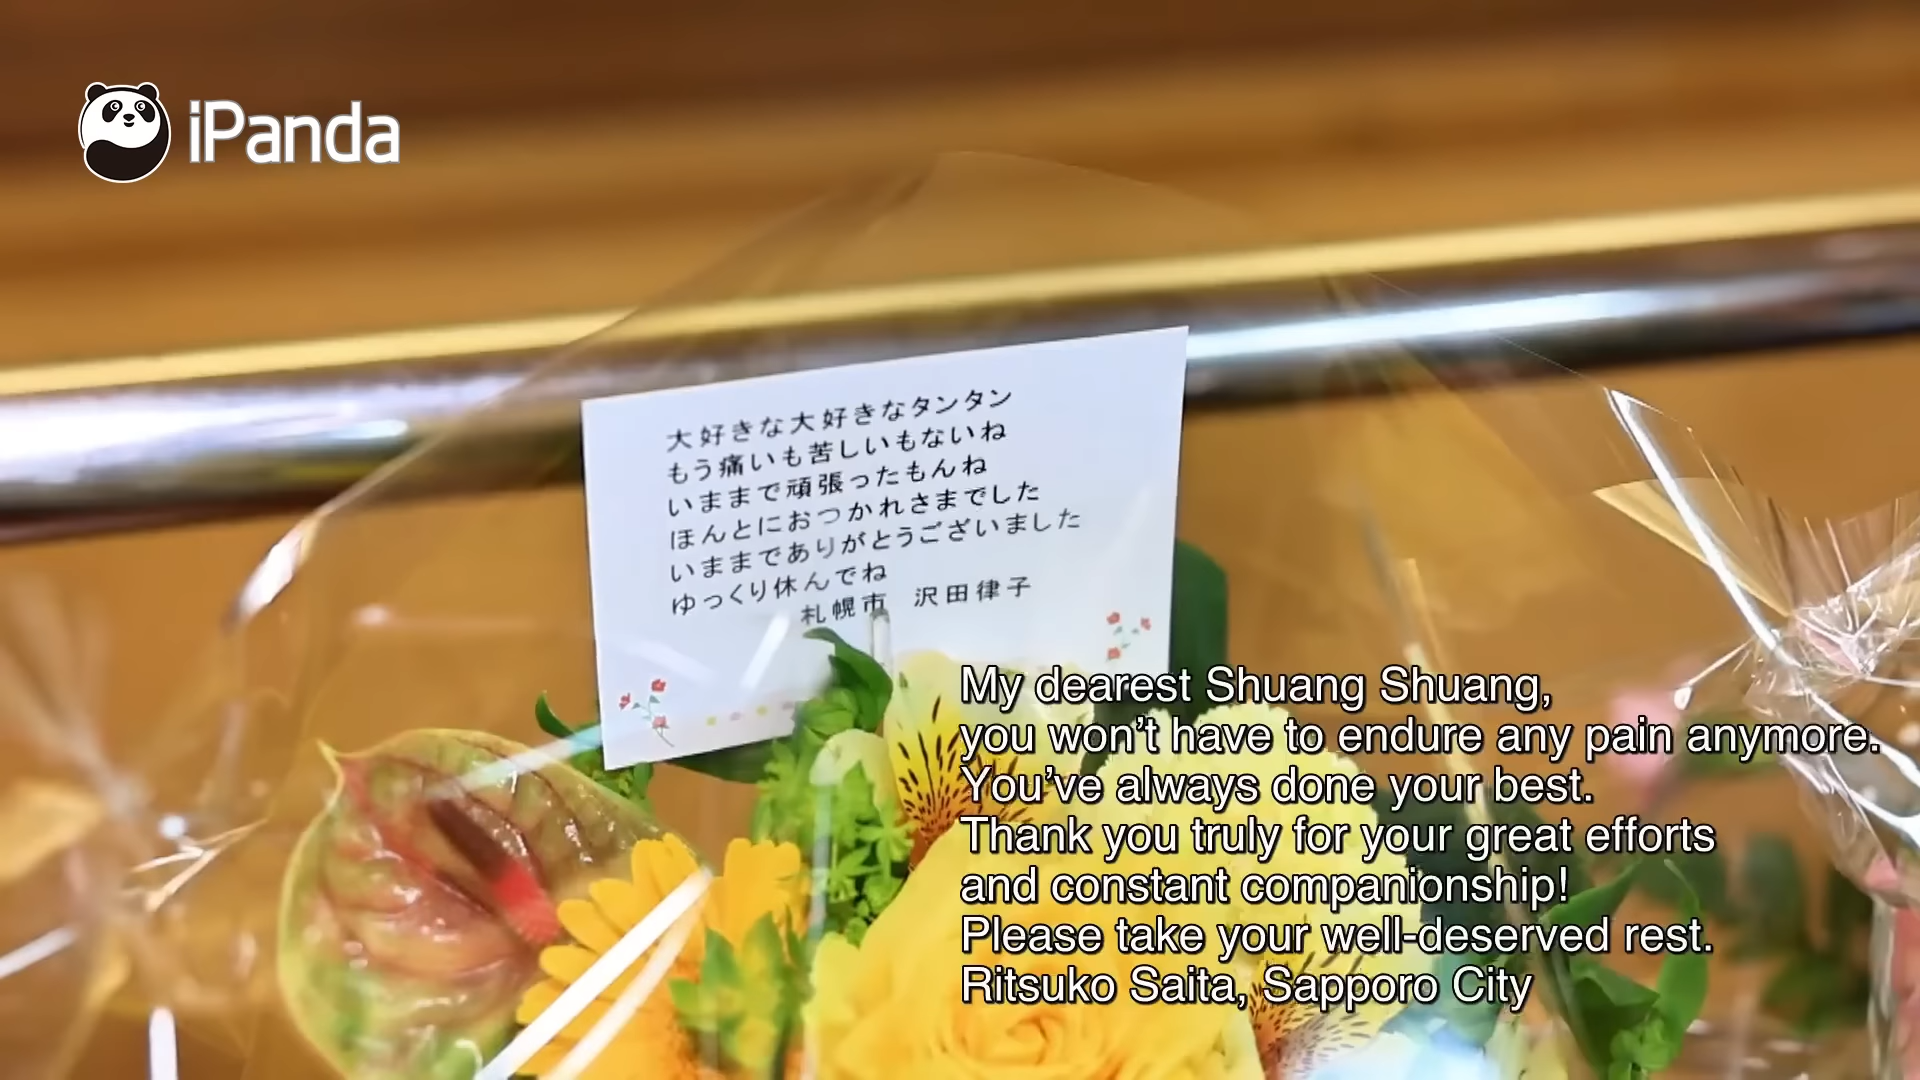 iPanda
大好きな大好きなタンタン
もう痛いも苦しいもないね
いままで頑張ったもんね
ほんとにおつかれさまでした
いままでありがとうございました
ゆっくり休んでね
札幌市 沢田律子
My dearest Shuang Shuang,
you won't have to endure any pain anymore.
You've always done your best.
Thank you truly for your great efforts
and constant companionship!
Please take your well-deserved rest.
Ritsuko Saita, Sapporo City